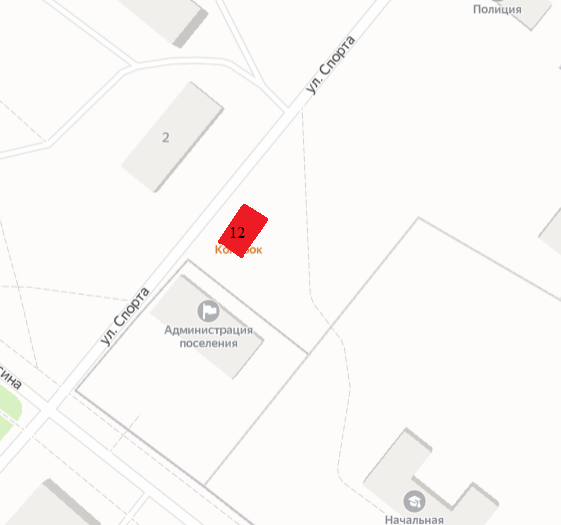 Полиция
ул. Спорта
2
12
ул. Спорта
Администрация
поселения
Начальная